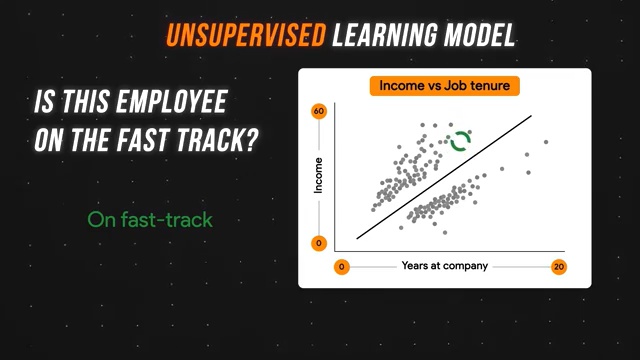 UNSUPERVISED LEARNING MODEL
IS THIS EMPLOYEE
ON THE FAST TRACK?
On fast-track
Income vs Job tenure
60
Income
0
0
Years at company
20